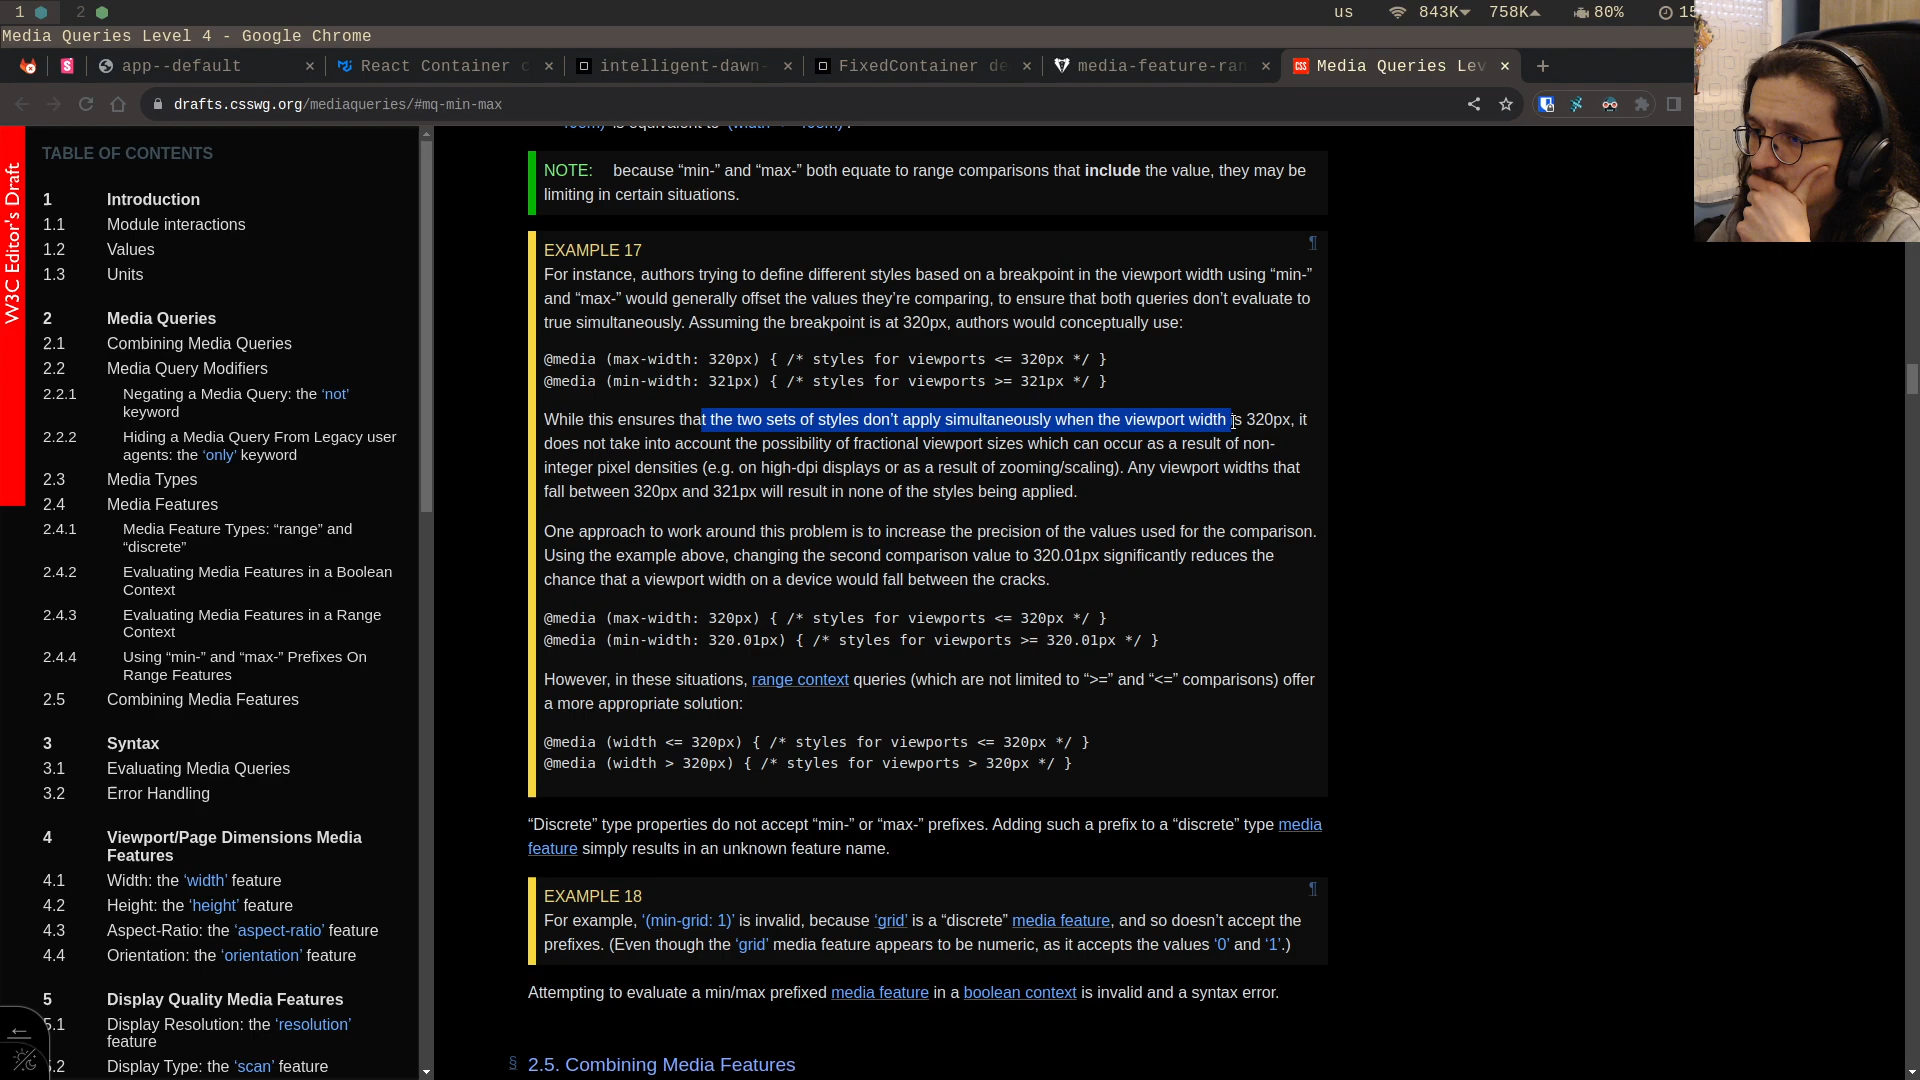 1 2 us 843K 758K 80% 15
Media Queries Level 4 - Google Chrome
app--default × React Container c × intelligent-dawn- × FixedContainer de × media-feature-ran × Media Queries Lev × +
drafts.csswg.org/mediaqueries/#mq-min-max
W3C Editor's Draft
TABLE OF CONTENTS
1 Introduction
1.1 Module interactions
1.2 Values
1.3 Units
2 Media Queries
2.1 Combining Media Queries
2.2 Media Query Modifiers
2.2.1 Negating a Media Query: the ‘not’
keyword
2.2.2 Hiding a Media Query From Legacy user
agents: the ‘only’ keyword
2.3 Media Types
2.4 Media Features
2.4.1 Media Feature Types: “range” and
“discrete”
2.4.2 Evaluating Media Features in a Boolean
Context
2.4.3 Evaluating Media Features in a Range
Context
2.4.4 Using “min-” and “max-” Prefixes On
Range Features
2.5 Combining Media Features
3 Syntax
3.1 Evaluating Media Queries
3.2 Error Handling
4 Viewport/Page Dimensions Media
Features
4.1 Width: the ‘width’ feature
4.2 Height: the ‘height’ feature
4.3 Aspect-Ratio: the ‘aspect-ratio’ feature
4.4 Orientation: the ‘orientation’ feature
5 Display Quality Media Features
5.1 Display Resolution: the ‘resolution’
feature
5.2 Display Type: the ‘scan’ feature
is equivalent to
NOTE: because “min-” and “max-” both equate to range comparisons that include the value, they may be
limiting in certain situations.
EXAMPLE 17 ¶
For instance, authors trying to define different styles based on a breakpoint in the viewport width using “min-”
and “max-” would generally offset the values they’re comparing, to ensure that both queries don’t evaluate to
true simultaneously. Assuming the breakpoint is at 320px, authors would conceptually use:
@media (max-width: 320px) { /* styles for viewports <= 320px */ }
@media (min-width: 321px) { /* styles for viewports >= 321px */ }
While this ensures that the two sets of styles don’t apply simultaneously when the viewport width is 320px, it
does not take into account the possibility of fractional viewport sizes which can occur as a result of non-
integer pixel densities (e.g. on high-dpi displays or as a result of zooming/scaling). Any viewport widths that
fall between 320px and 321px will result in none of the styles being applied.
One approach to work around this problem is to increase the precision of the values used for the comparison.
Using the example above, changing the second comparison value to 320.01px significantly reduces the
chance that a viewport width on a device would fall between the cracks.
@media (max-width: 320px) { /* styles for viewports <= 320px */ }
@media (min-width: 320.01px) { /* styles for viewports >= 320.01px */ }
However, in these situations, range context queries (which are not limited to “>=” and “<=” comparisons) offer
a more appropriate solution:
@media (width <= 320px) { /* styles for viewports <= 320px */ }
@media (width > 320px) { /* styles for viewports > 320px */ }
“Discrete” type properties do not accept “min-” or “max-” prefixes. Adding such a prefix to a “discrete” type media
feature simply results in an unknown feature name.
EXAMPLE 18 ¶
For example, ‘(min-grid: 1)’ is invalid, because ‘grid’ is a “discrete” media feature, and so doesn’t accept the
prefixes. (Even though the ‘grid’ media feature appears to be numeric, as it accepts the values ‘0’ and ‘1’.)
Attempting to evaluate a min/max prefixed media feature in a boolean context is invalid and a syntax error.
§ 2.5. Combining Media Features